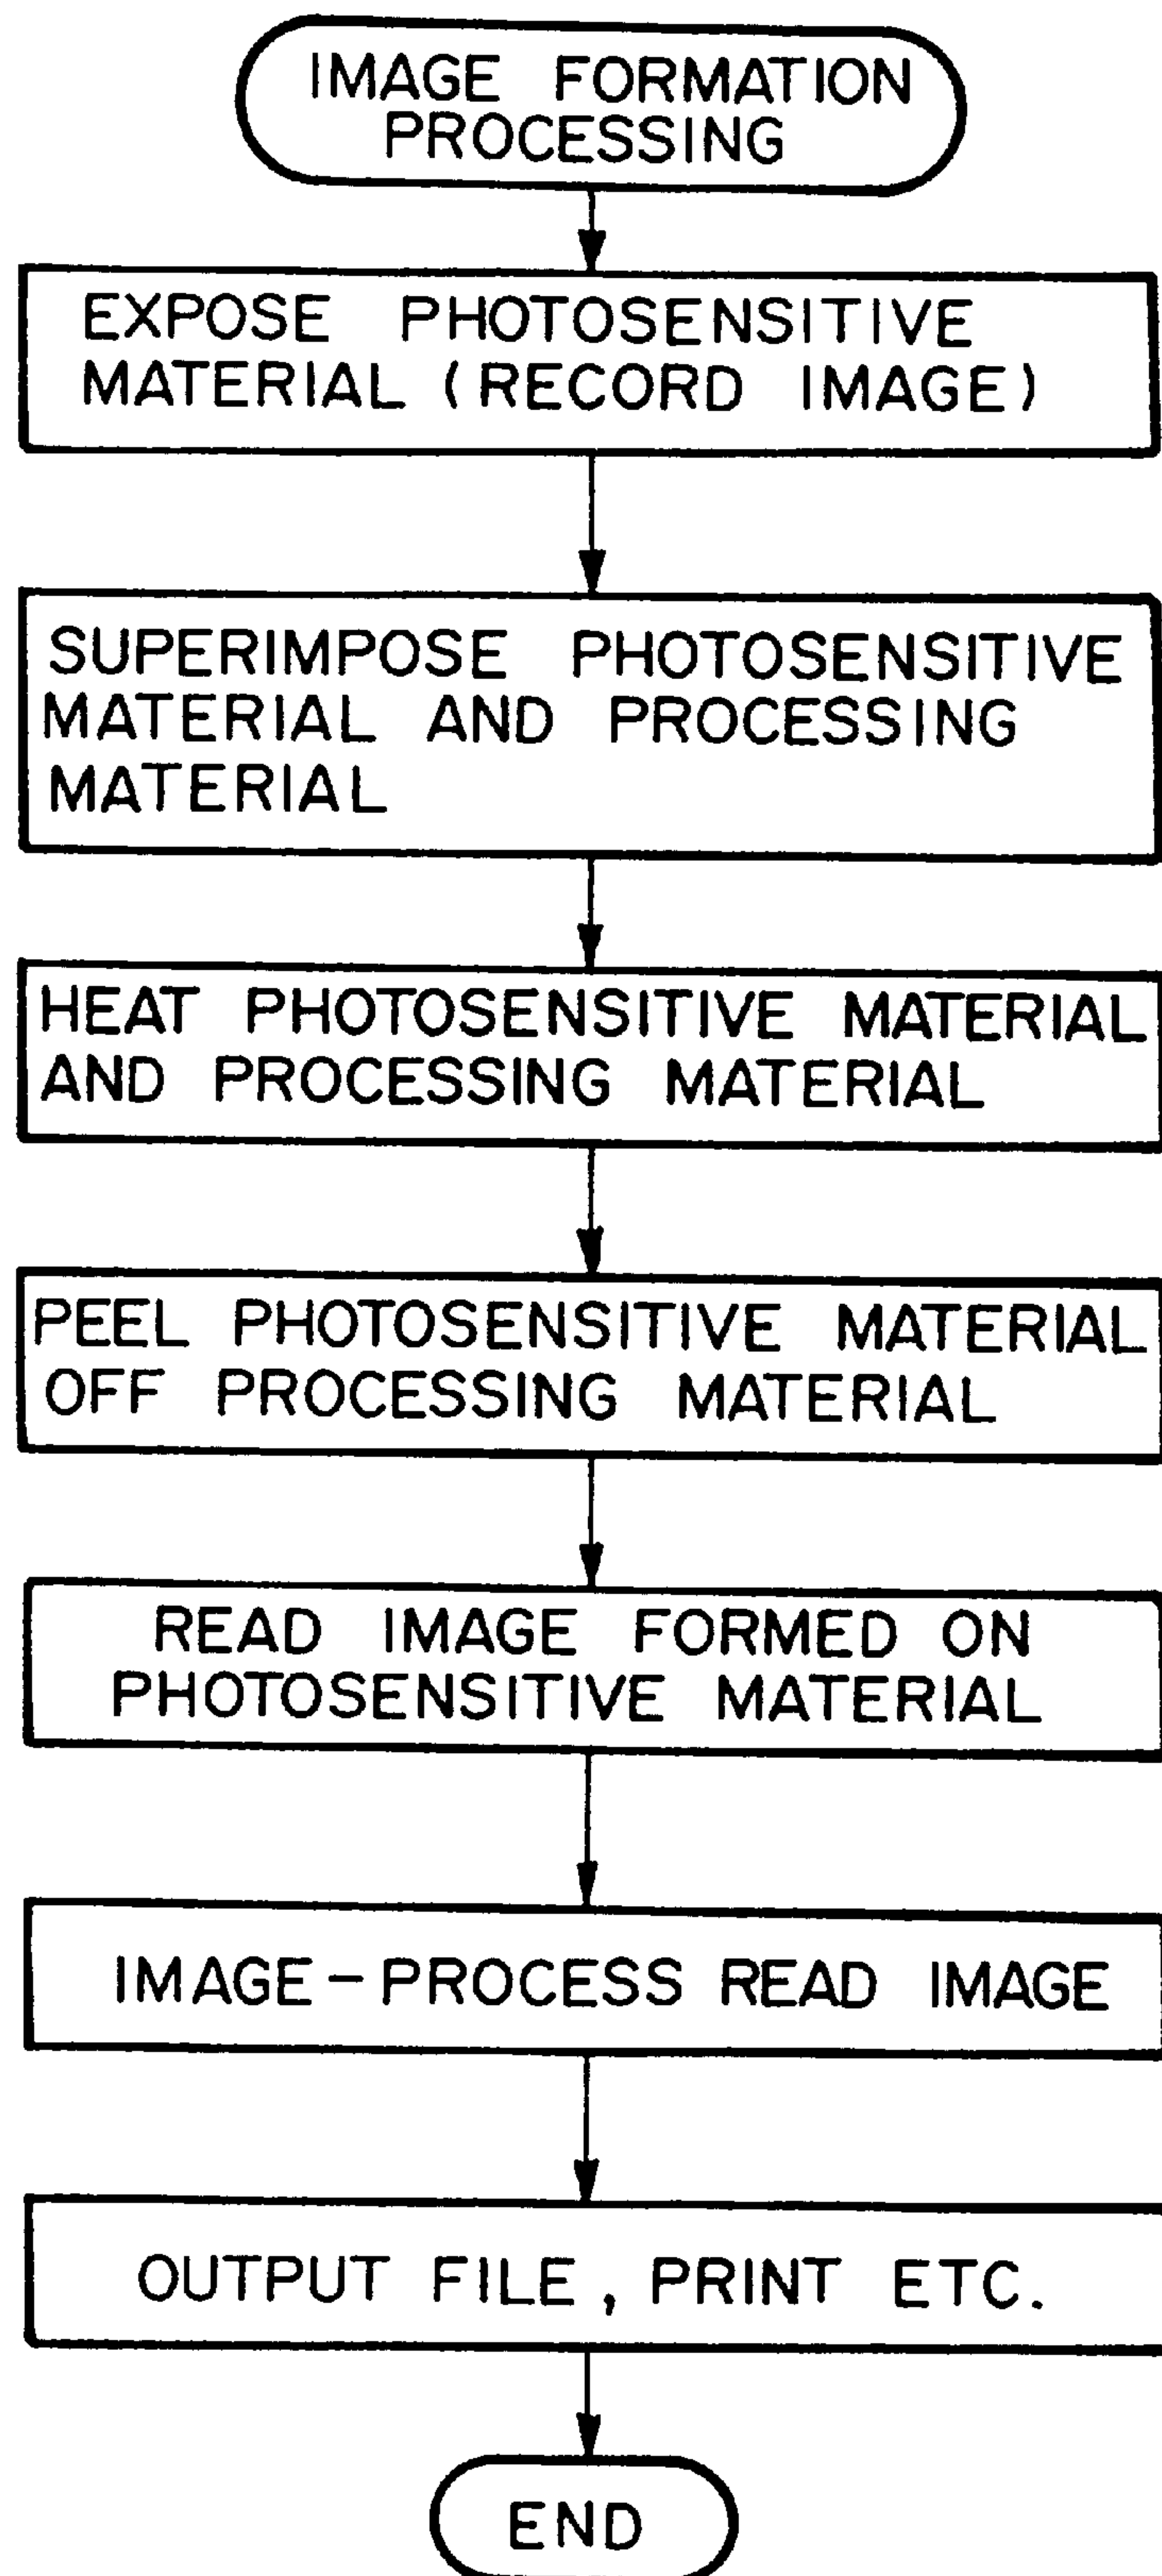 IMAGE FORMATION
PROCESSING
EXPOSE PHOTOSENSITIVE
MATERIAL (RECORD IMAGE)
SUPERIMPOSE PHOTOSENSITIVE
MATERIAL AND PROCESSING
MATERIAL
HEAT PHOTOSENSITIVE MATERIAL
AND PROCESSING MATERIAL
PEEL PHOTOSENSITIVE MATERIAL
OFF PROCESSING MATERIAL
READ IMAGE FORMED ON
PHOTOSENSITIVE MATERIAL
IMAGE-PROCESS READ IMAGE
OUTPUT FILE, PRINT ETC.
END